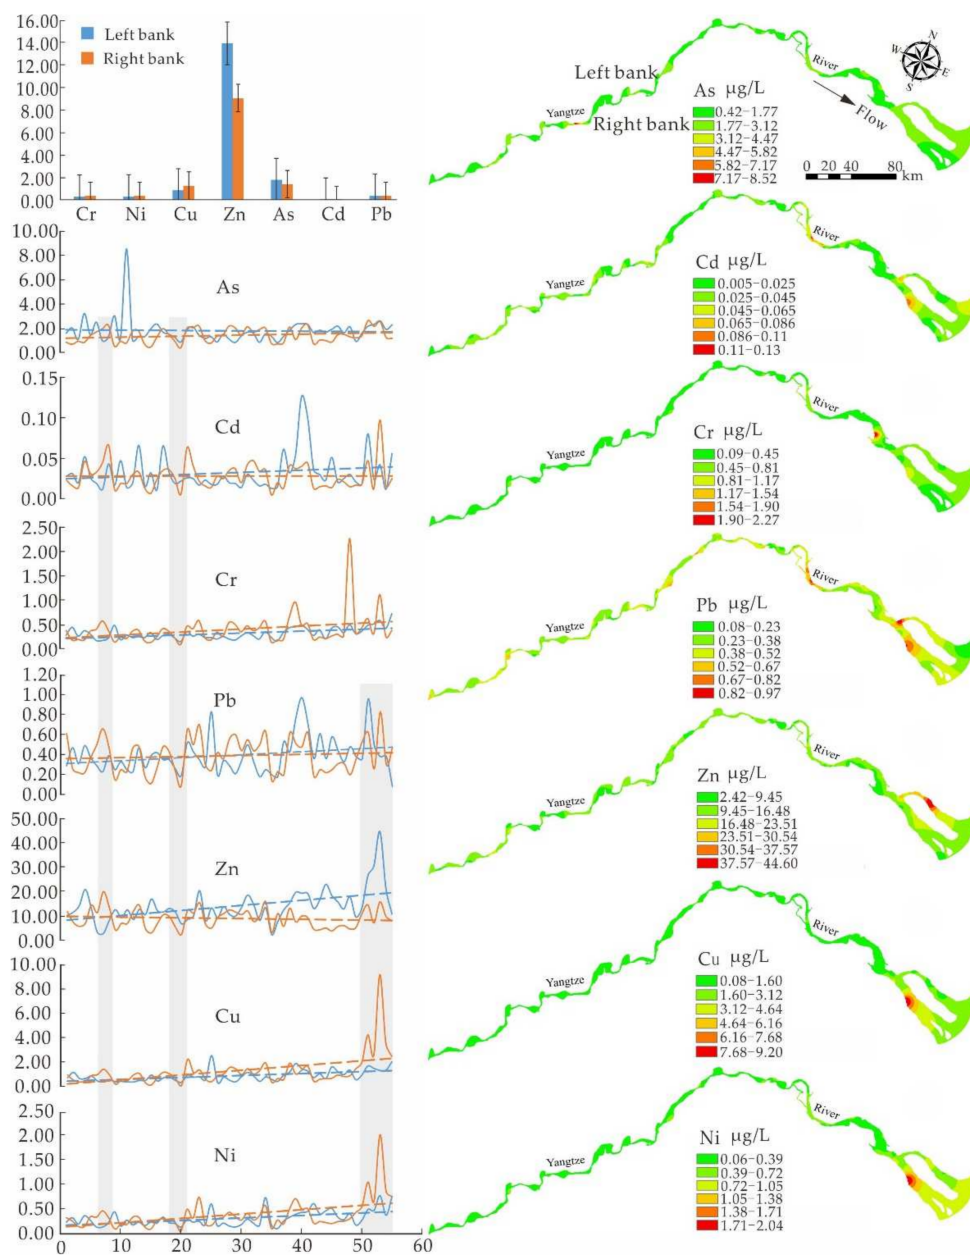 16.00
14.00
12.00
10.00
8.00
6.00
4.00
2.00
0.00
Left bank
Right bank
Cr Ni Cu Zn As Cd Pb
10.00
8.00
6.00
4.00
2.00
0.00
As
0.15
0.10
0.05
0.00
Cd
2.50
2.00
1.50
1.00
0.50
0.00
Cr
1.20
1.00
0.80
0.60
0.40
0.20
0.00
Pb
50.00
40.00
30.00
20.00
10.00
0.00
Zn
10.00
8.00
6.00
4.00
2.00
0.00
Cu
2.50
2.00
1.50
1.00
0.50
0.00
Ni
0 10 20 30 40 50 60
Left bank
Yangtze
Right bank
River
Flow
N
W
E
S
As μg/L
0.42-1.77
1.77-3.12
3.12-4.47
4.47-5.82
5.82-7.17
7.17-8.52
0 20 40 80
km
Yangtze
River
Cd μg/L
0.005-0.025
0.025-0.045
0.045-0.065
0.065-0.086
0.086-0.11
0.11-0.13
Yangtze
River
Cr μg/L
0.09-0.45
0.45-0.81
0.81-1.17
1.17-1.54
1.54-1.90
1.90-2.27
Yangtze
River
Pb μg/L
0.08-0.23
0.23-0.38
0.38-0.52
0.52-0.67
0.67-0.82
0.82-0.97
Yangtze
River
Zn μg/L
2.42-9.45
9.45-16.48
16.48-23.51
23.51-30.54
30.54-37.57
37.57-44.60
Yangtze
River
Cu μg/L
0.08-1.60
1.60-3.12
3.12-4.64
4.64-6.16
6.16-7.68
7.68-9.20
Yangtze
River
Ni μg/L
0.06-0.39
0.39-0.72
0.72-1.05
1.05-1.38
1.38-1.71
1.71-2.04